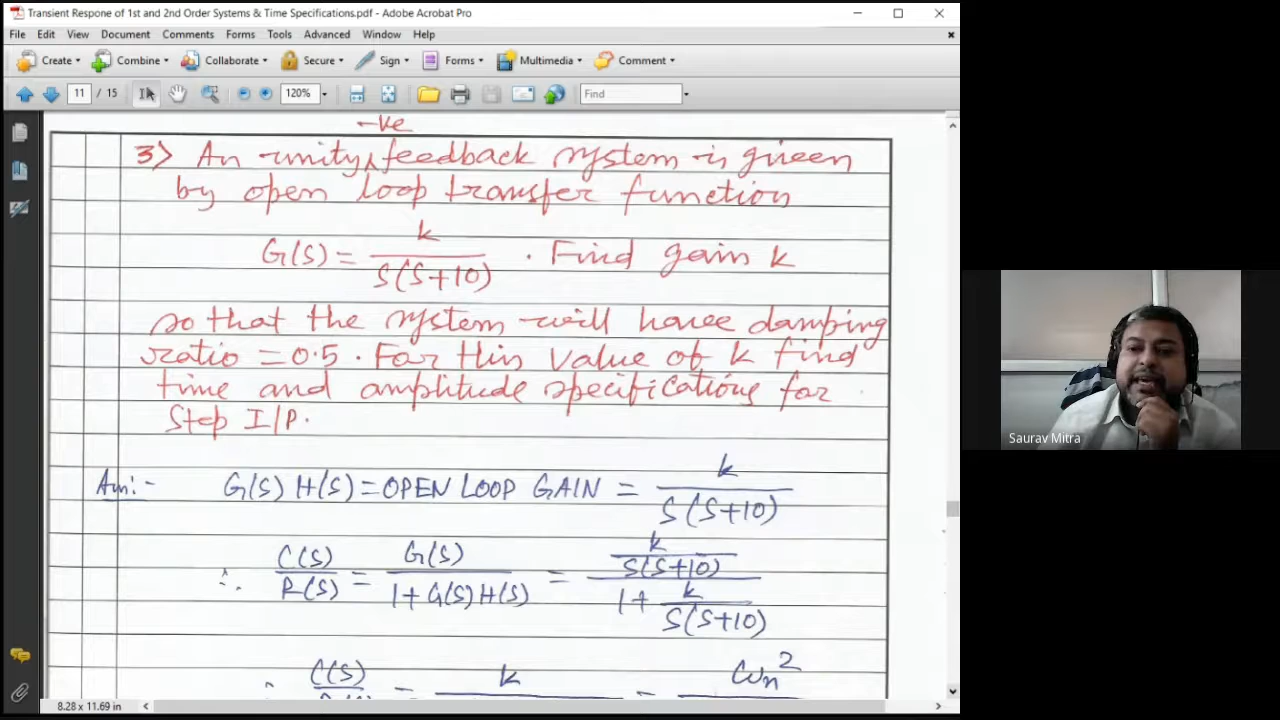 Transient Respone of 1st and 2nd Order Systems & Time Specifications.pdf - Adobe Acrobat Pro
File Edit View Document Comments Forms Tools Advanced Window Help
Create Combine Collaborate Secure Sign Forms Multimedia Comment
11 / 15 120% Find
-ve
3> An unity feedback system is given
by open loop transfer function
G(S) = k / S(S+10) . Find gain k
so that the system will have damping
ratio = 0.5. For this value of k find
time and amplitude specifications for
Step I/P.
Ans:- G(S) H(S) = OPEN LOOP GAIN = k / S(S+10)
∴ C(S) / R(S) = G(S) / 1+G(S)H(S) = k / S(S+10) / 1+ k / S(S+10)
∴ C(S) / R(S) = k = ωn²
8.28 x 11.69 in
Saurav Mitra